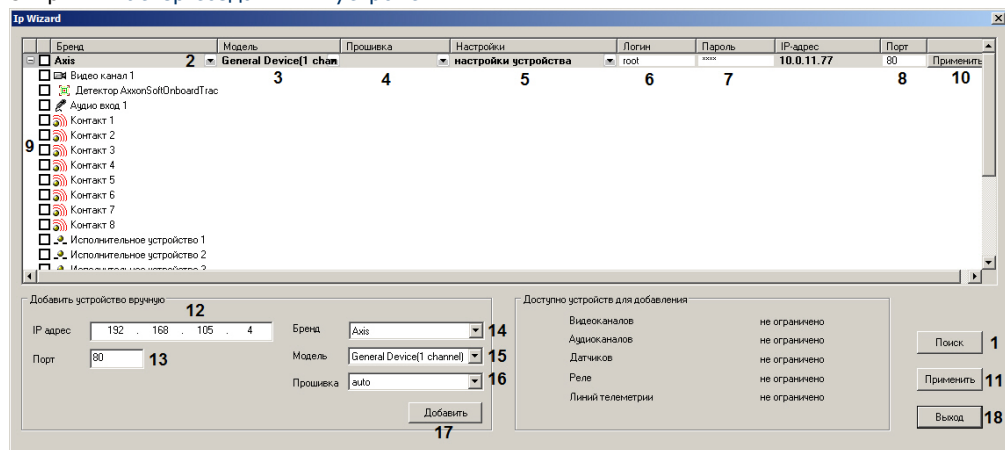 Ip Wizard
Бренд Модель Прошивка Настройки Логин Пароль IP-адрес Порт
Axis 2 General Device(1 chan настройки устройства root **** 10.0.11.77 80 Применить
Видео канал 1 3 4 5 6 7 8 10
Детектор AxxonSoftOnboardTrac
Аудио вход 1
Контакт 1
Контакт 2
9 Контакт 3
Контакт 4
Контакт 5
Контакт 6
Контакт 7
Контакт 8
Исполнительное устройство 1
Исполнительное устройство 2
Добавить устройство вручную
12
IP адрес 192 . 168 . 105 . 4
Порт 80 13
Бренд Axis 14
Модель General Device(1 channel) 15
Прошивка auto 16
Добавить
17
Доступно устройств для добавления
Видеоканалов не ограничено
Аудиоканалов не ограничено
Датчиков не ограничено
Реле не ограничено
Линий телеметрии не ограничено
Поиск 1
Применить 11
Выход 18